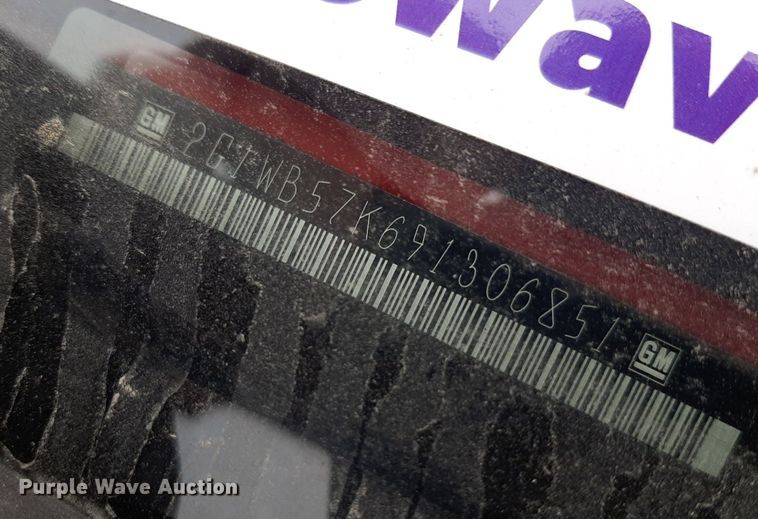 wav
GM 2G1WB57K691306851 GM
Purple Wave Auction